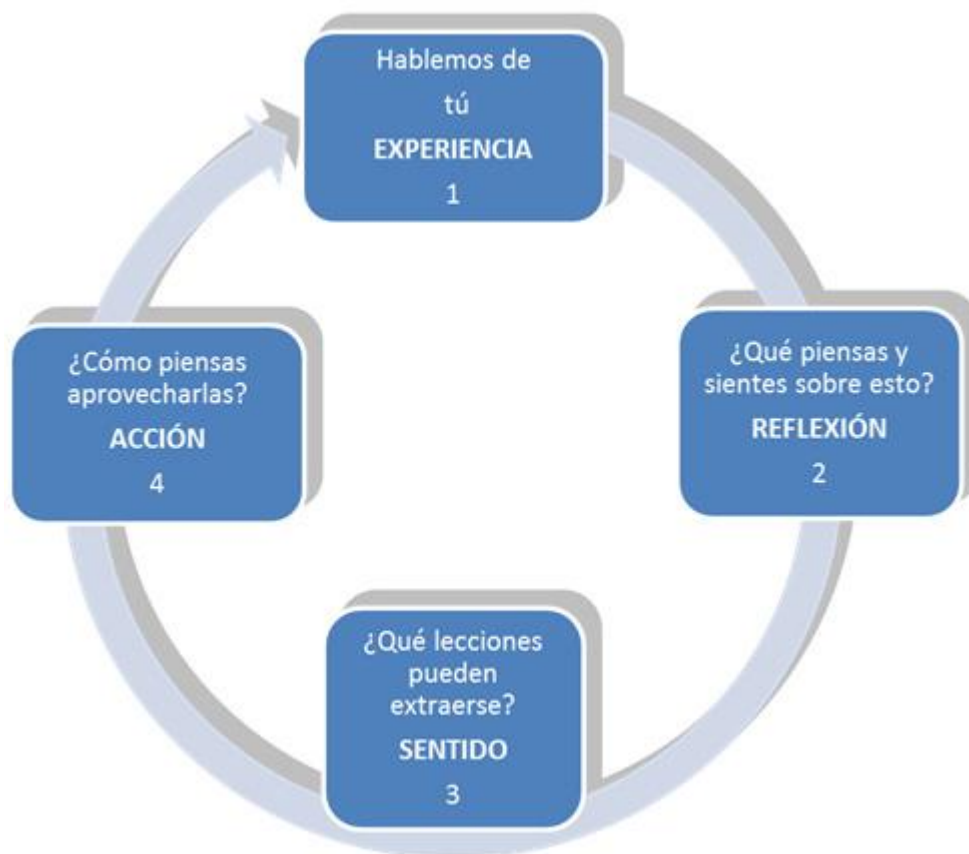 Hablemos de
tú
EXPERIENCIA
1
¿Qué piensas y
sientes sobre esto?
REFLEXIÓN
2
¿Qué lecciones
pueden
extraerse?
SENTIDO
3
¿Cómo piensas
aprovecharlas?
ACCIÓN
4